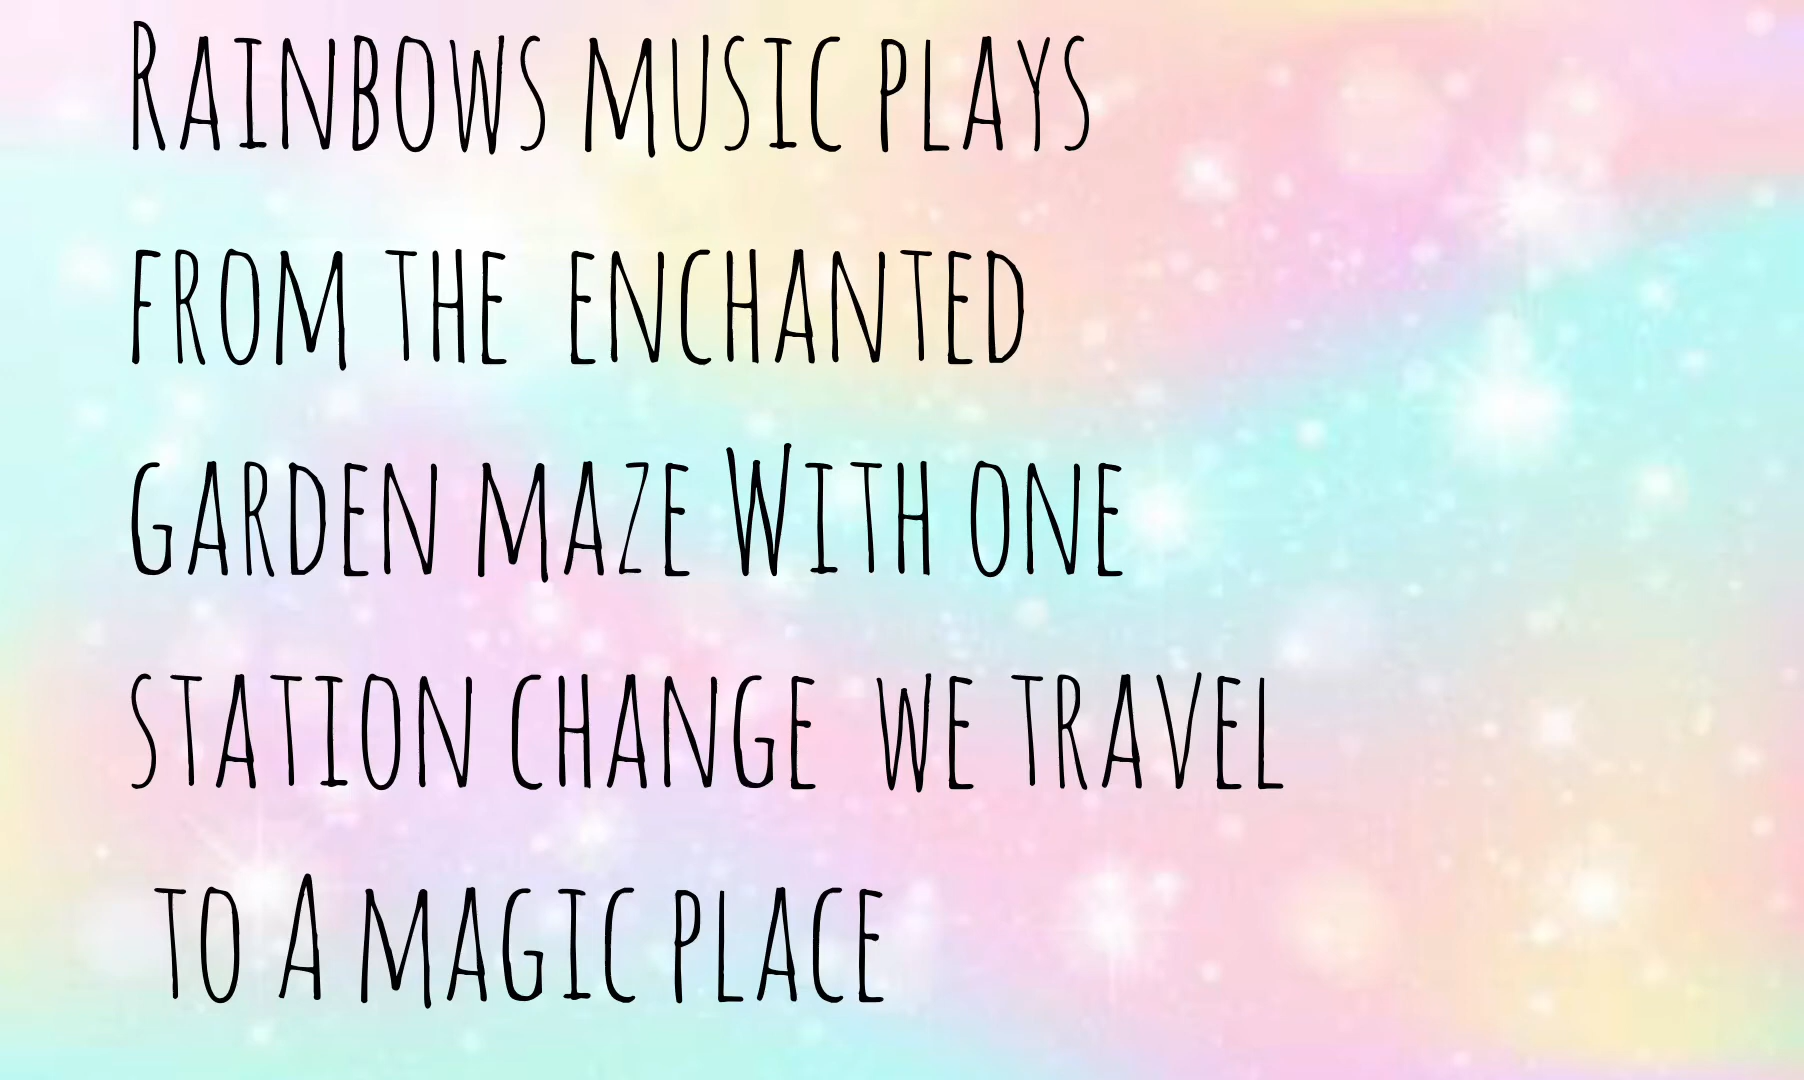 Rainbows music plays
from the enchanted
garden maze With one
station change we travel
to A magic place